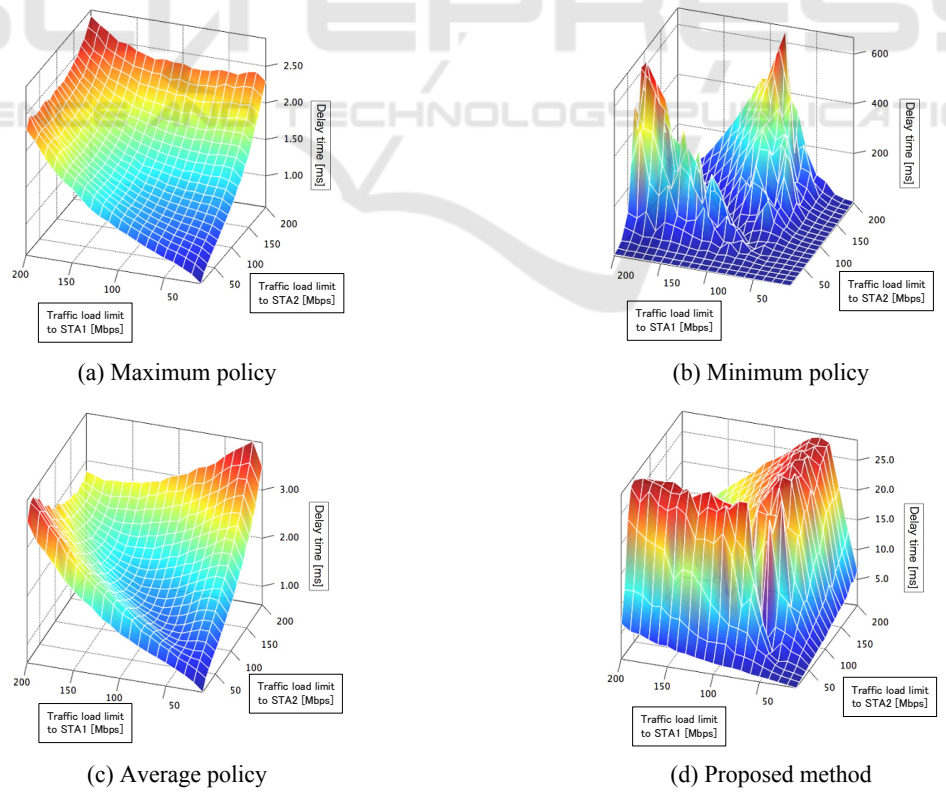 SCITEPRESS
SCIENCE AND TECHNOLOGY PUBLICATIONS
2.50
2.00
1.50
1.00
Delay time [ms]
200
150
100
50
200
150
100
50
Traffic load limit
to STA1 [Mbps]
Traffic load limit
to STA2 [Mbps]
(a) Maximum policy
600
400
200
Delay time [ms]
200
150
100
50
200
150
100
50
Traffic load limit
to STA1 [Mbps]
Traffic load limit
to STA2 [Mbps]
(b) Minimum policy
3.00
2.00
1.00
Delay time [ms]
200
150
100
50
200
150
100
50
Traffic load limit
to STA1 [Mbps]
Traffic load limit
to STA2 [Mbps]
(c) Average policy
25.0
20.0
15.0
10.0
5.0
Delay time [ms]
200
150
100
50
200
150
100
50
Traffic load limit
to STA1 [Mbps]
Traffic load limit
to STA2 [Mbps]
(d) Proposed method